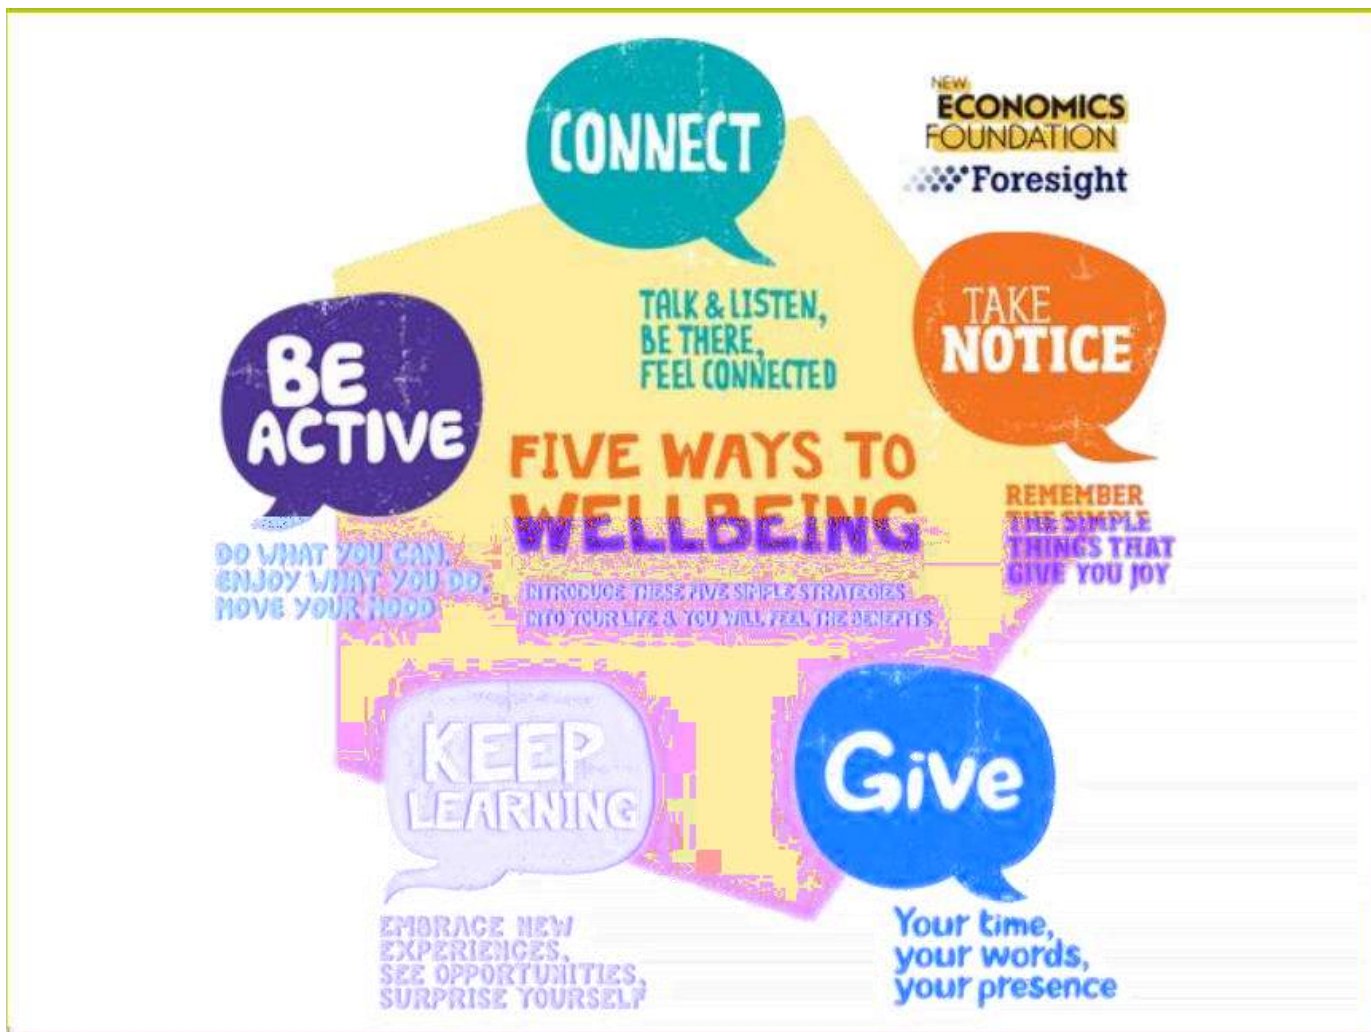 CONNECT
NEW
ECONOMICS
FOUNDATION
Foresight
TALK & LISTEN,
BE THERE,
FEEL CONNECTED
TAKE
NOTICE
REMEMBER
THE SIMPLE
THINGS THAT
GIVE YOU JOY
BE
ACTIVE
DO WHAT YOU CAN,
ENJOY WHAT YOU DO,
MOVE YOUR MOOD
FIVE WAYS TO
WELLBEING
INTRODUCE THESE FIVE SIMPLE STRATEGIES
INTO YOUR LIFE & YOU WILL FEEL THE BENEFITS
KEEP
LEARNING
EMBRACE NEW
EXPERIENCES,
SEE OPPORTUNITIES,
SURPRISE YOURSELF
Give
Your time,
your words,
your presence